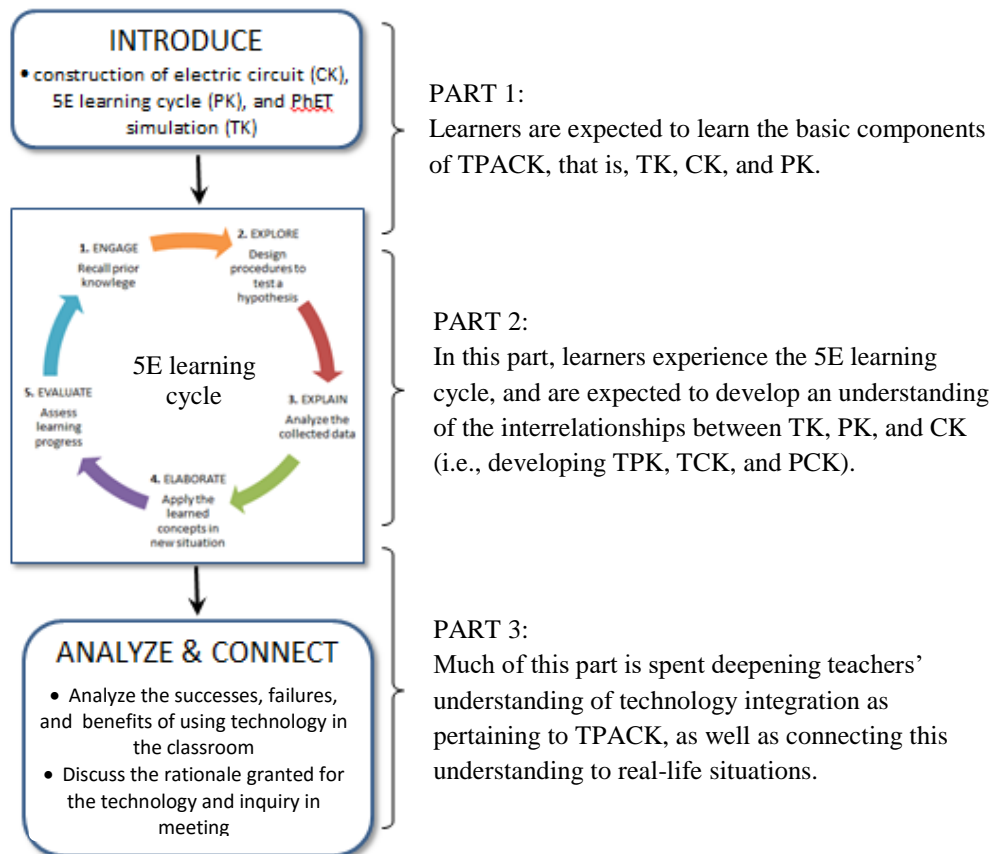 INTRODUCE
• construction of electric circuit (CK),
5E learning cycle (PK), and PhET
simulation (TK)
PART 1:
Learners are expected to learn the basic components
of TPACK, that is, TK, CK, and PK.
1. ENGAGE
Recall prior
knowlege
2. EXPLORE
Design
procedures to
test a
hypothesis
5E learning
cycle
3. EXPLAIN
Analyze the
collected data
4. ELABORATE
Apply the
learned
concepts in
new situation
5. EVALUATE
Assess
learning
progress
PART 2:
In this part, learners experience the 5E learning
cycle, and are expected to develop an understanding
of the interrelationships between TK, PK, and CK
(i.e., developing TPK, TCK, and PCK).
ANALYZE & CONNECT
• Analyze the successes, failures,
and benefits of using technology in
the classroom
• Discuss the rationale granted for
the technology and inquiry in
meeting
PART 3:
Much of this part is spent deepening teachers’
understanding of technology integration as
pertaining to TPACK, as well as connecting this
understanding to real-life situations.